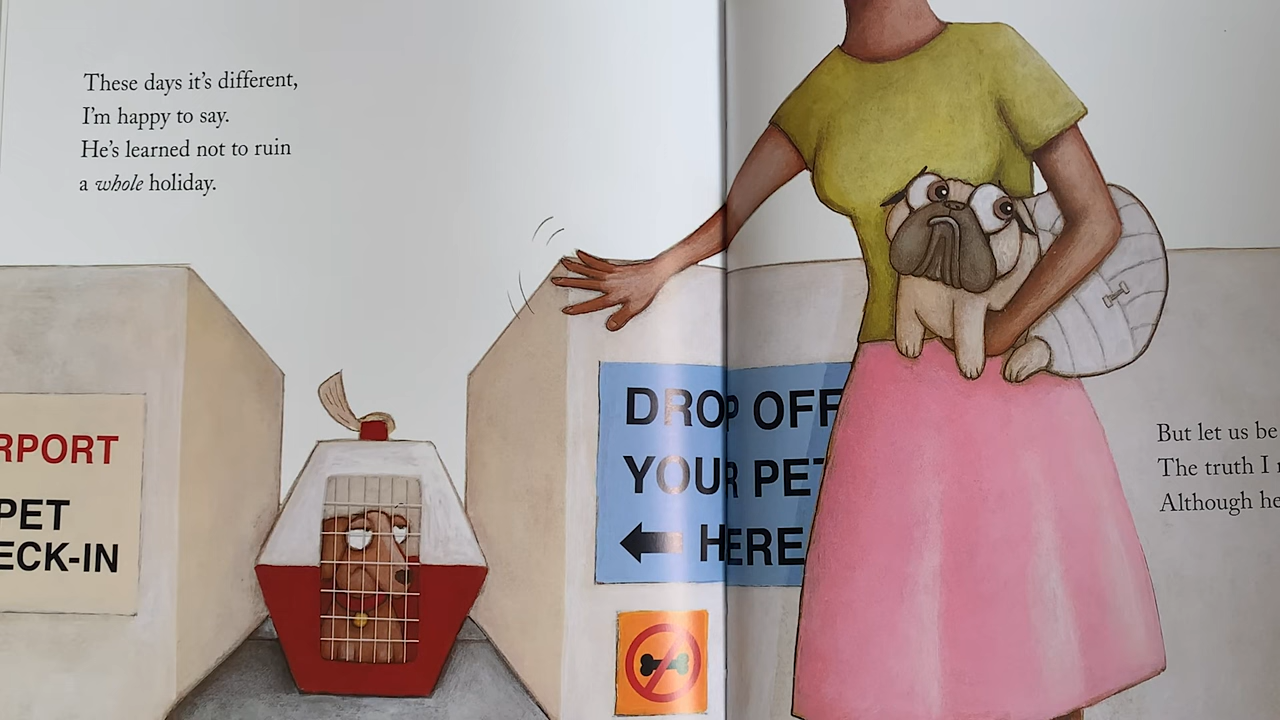 These days it's different,
I'm happy to say.
He's learned not to ruin
a whole holiday.
RPORT
PET
ECK-IN
DROP OFF
YOUR PET
HERE
But let us be
The truth I
Although he